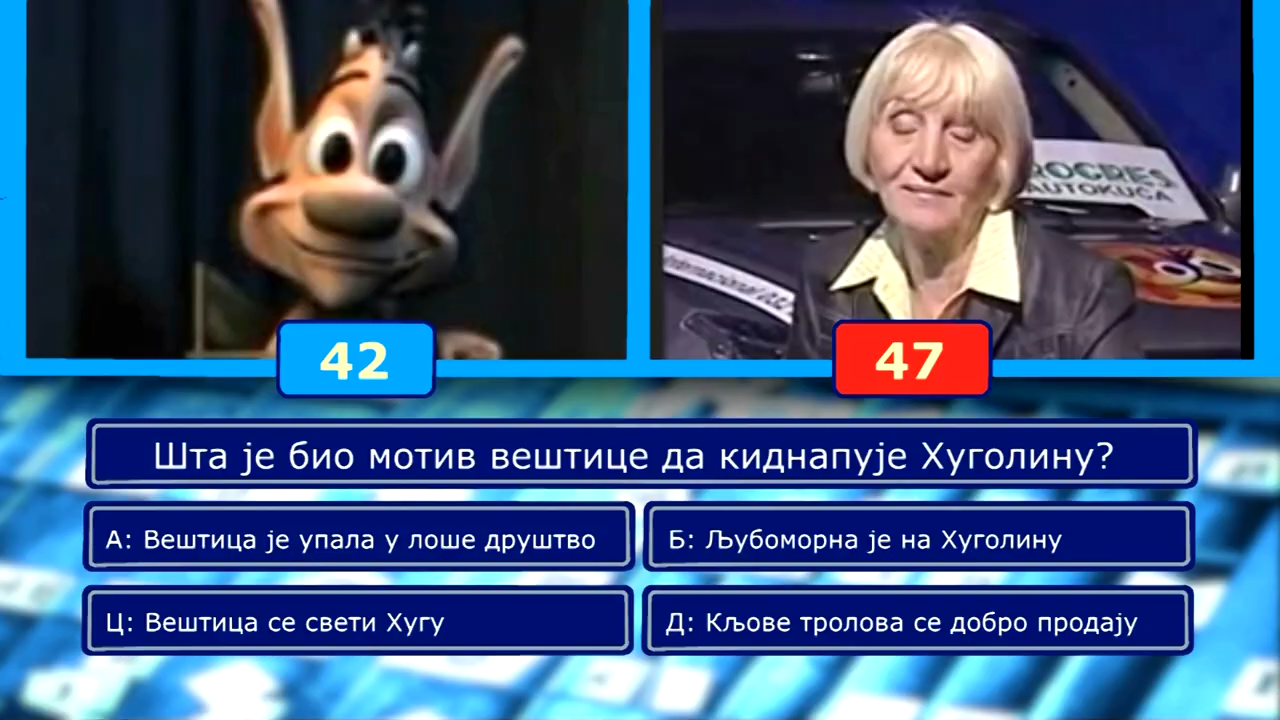 ROGRES
AUTOKUĆA
42
47
Шта је био мотив вештице да киднапује Хуголину?
А: Вештица је упала у лоше друштво
Б: Љубоморна је на Хуголину
Ц: Вештица се свети Хугу
Д: Кљове тролова се добро продају